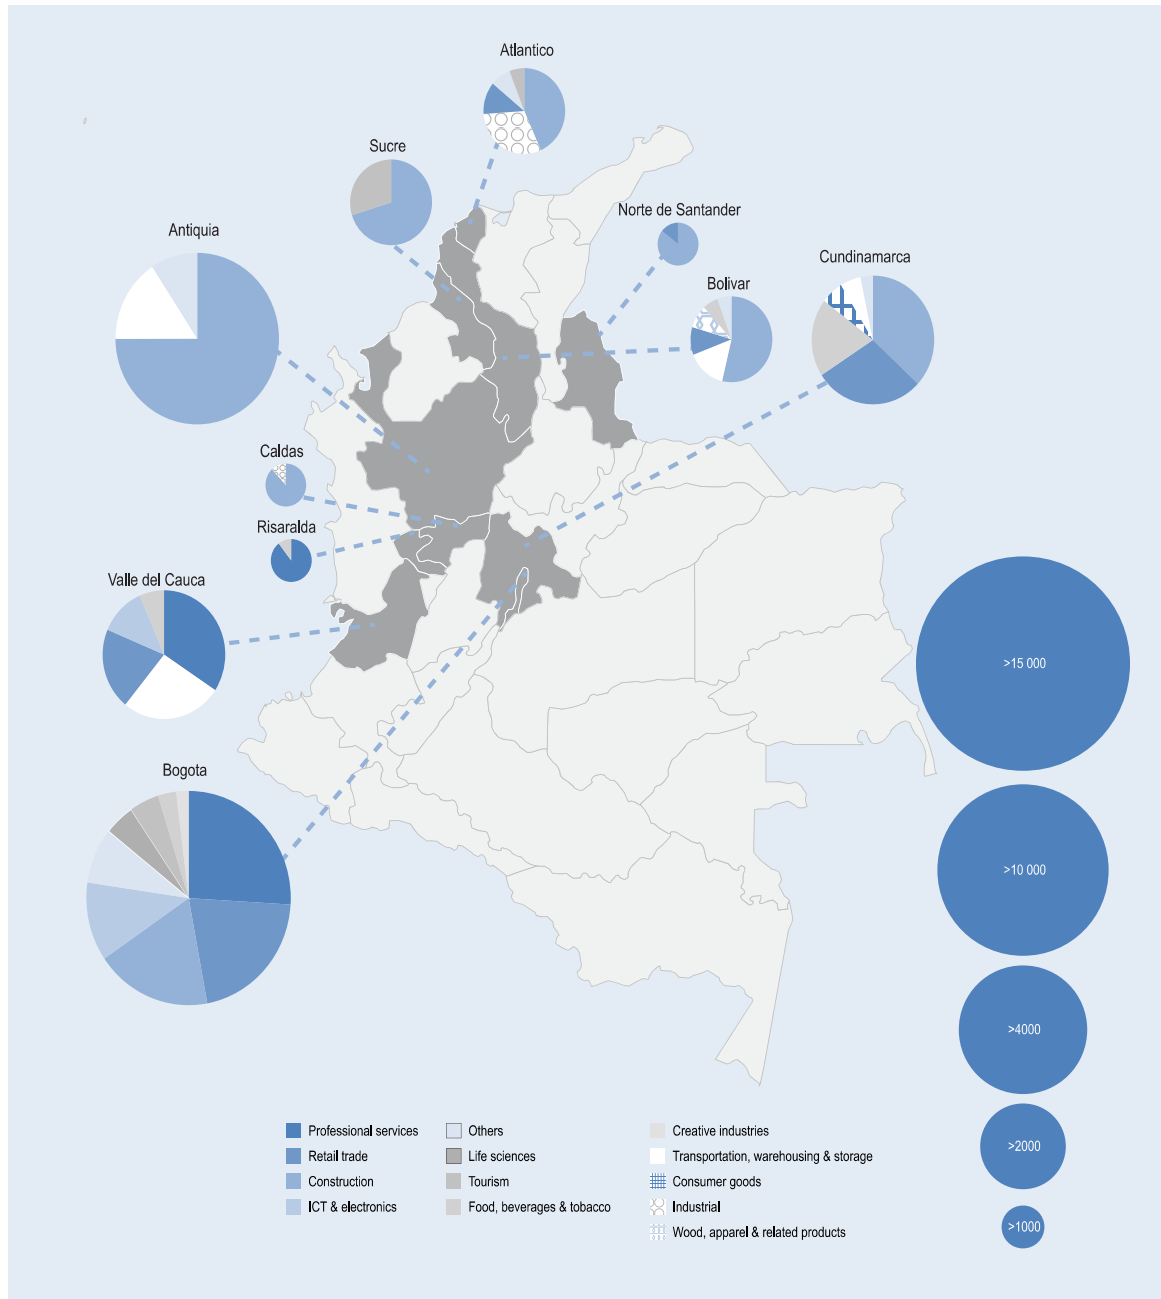 Atlantico
Sucre
Norte de Santander
Antiquia
Cundinamarca
Bolivar
Caldas
Risaralda
Valle del Cauca
Bogota
>15 000
>10 000
>4000
>2000
>1000
Professional services
Retail trade
Construction
ICT & electronics
Others
Life sciences
Tourism
Food, beverages & tobacco
Creative industries
Transportation, warehousing & storage
Consumer goods
Industrial
Wood, apparel & related products